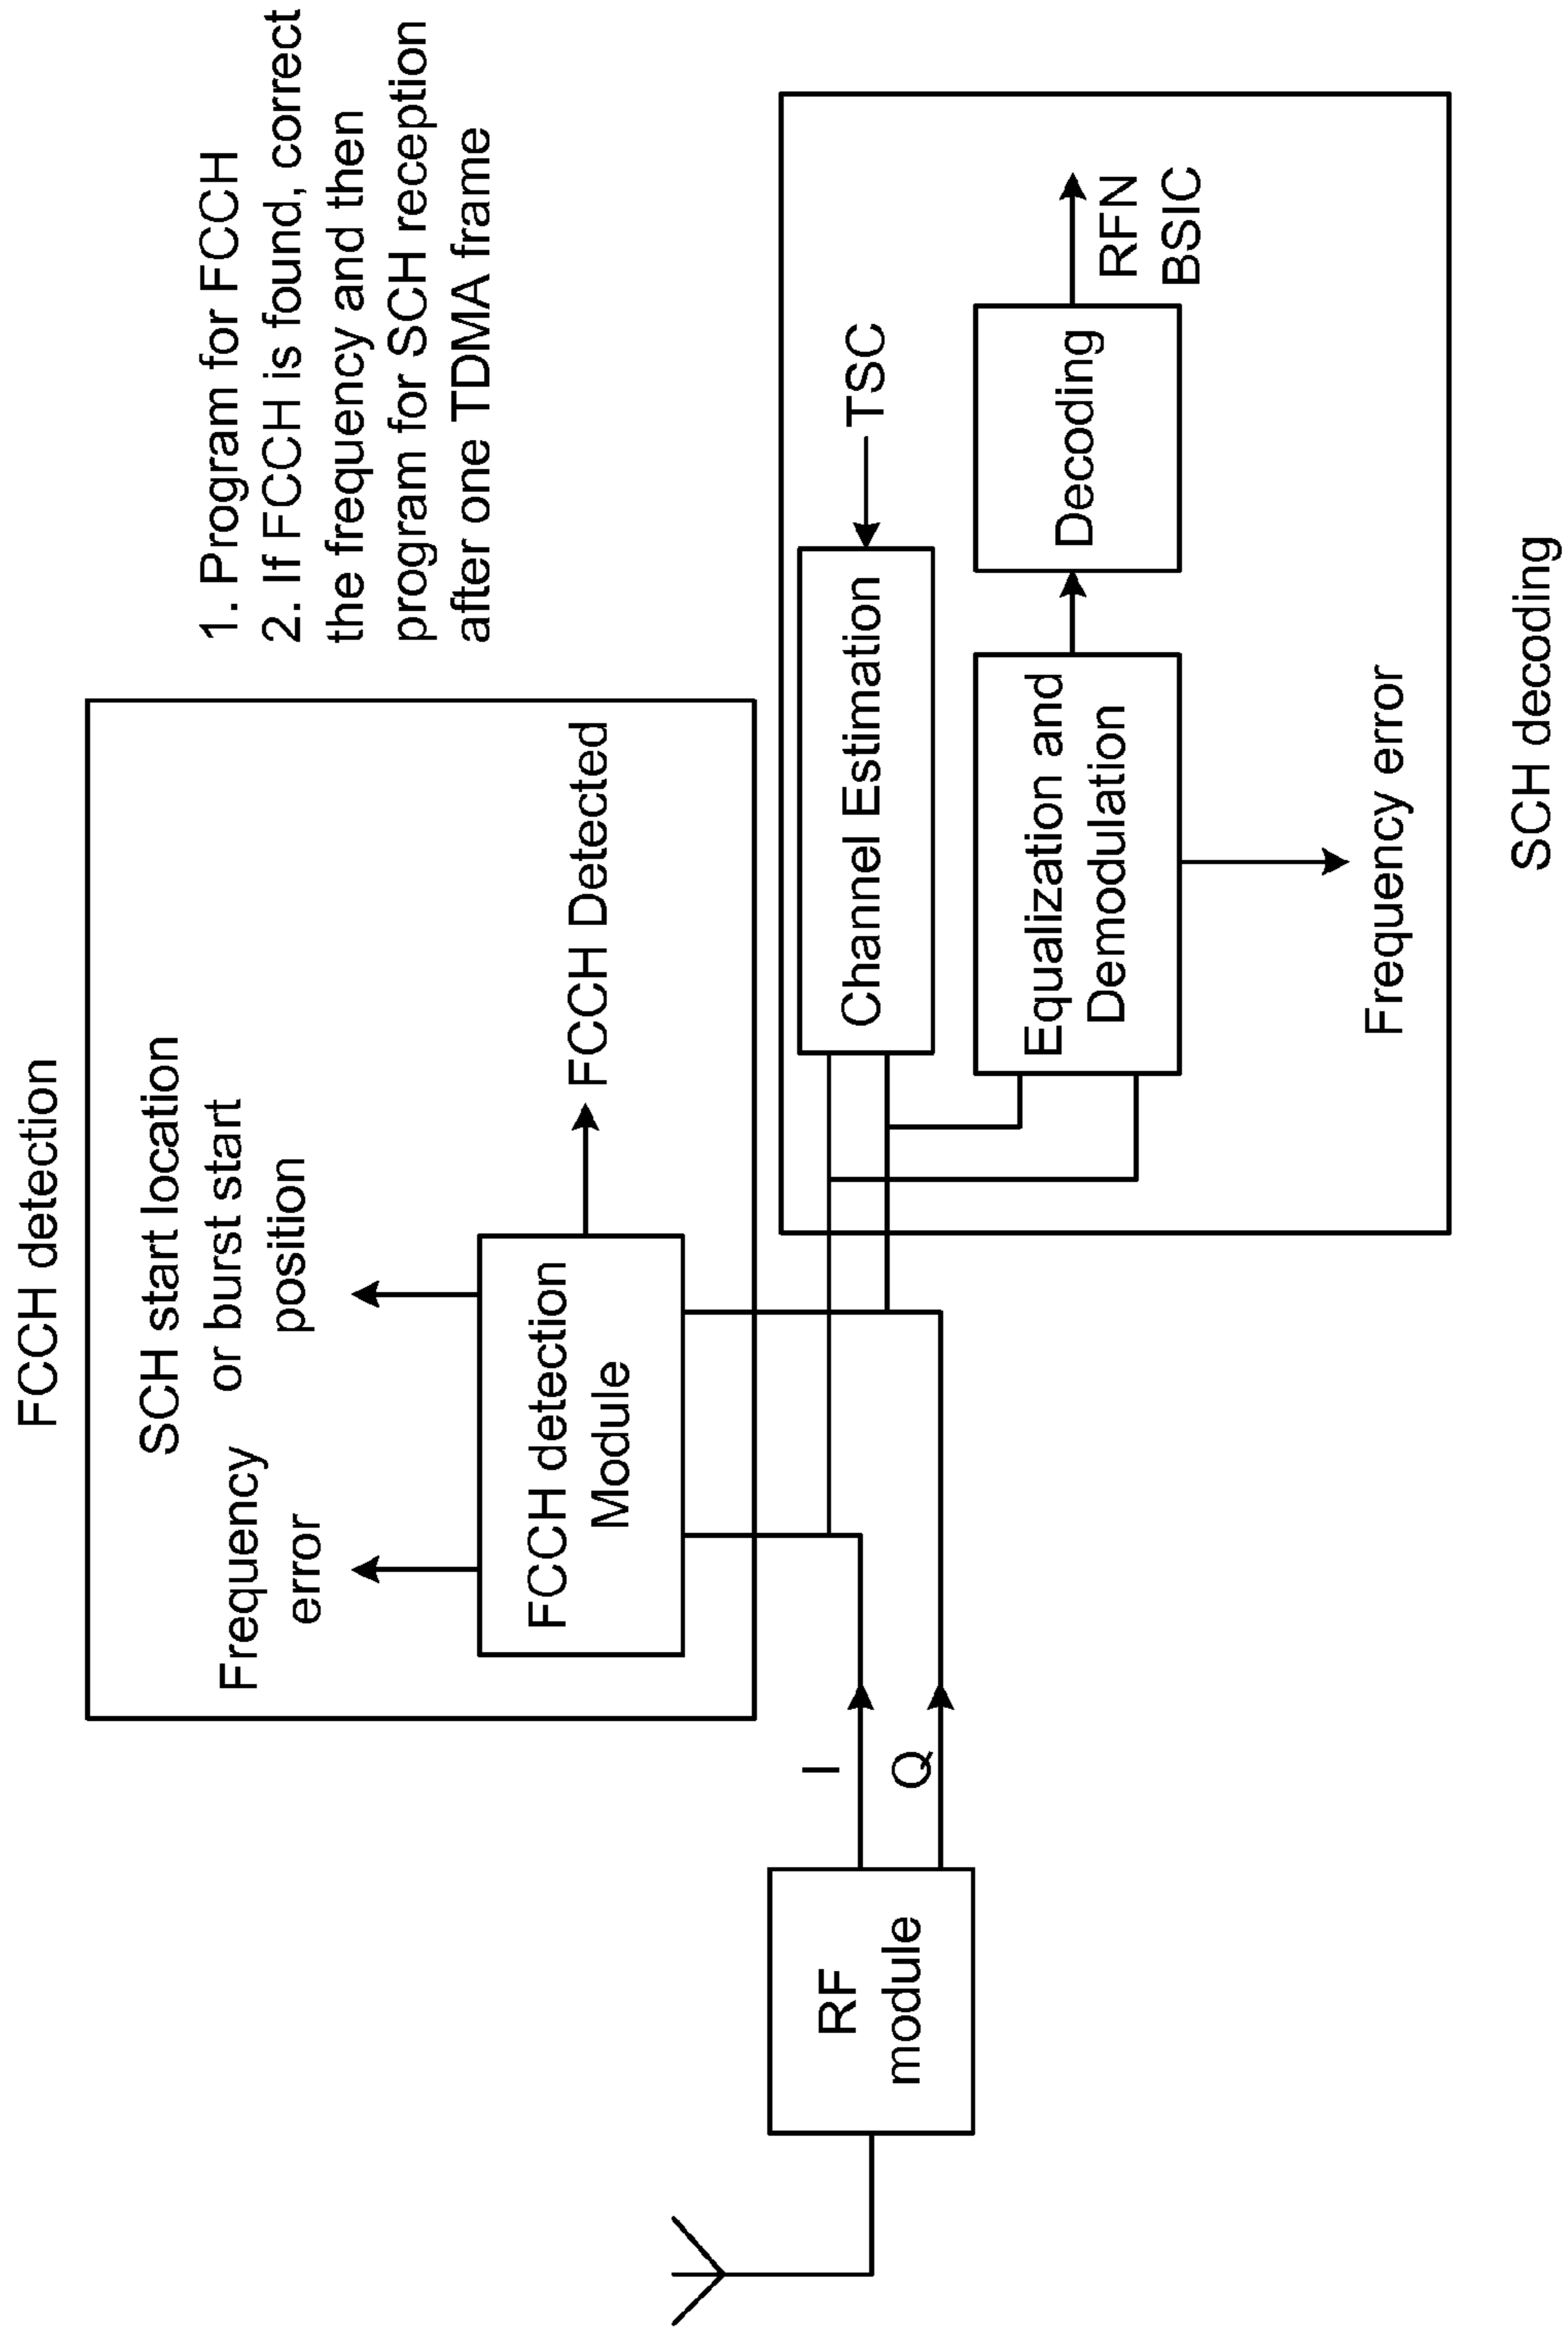 FCCH detection
SCH start location
or burst start
position
Frequency
error
FCCH detection
Module
FCCH Detected
1. Program for FCCH
2. If FCCH is found, correct
the frequency and then
program for SCH reception
after one TDMA frame
RF
module
I
Q
Channel Estimation
TSC
Equalization and
Demodulation
Decoding
RFN
BSIC
Frequency error
SCH decoding